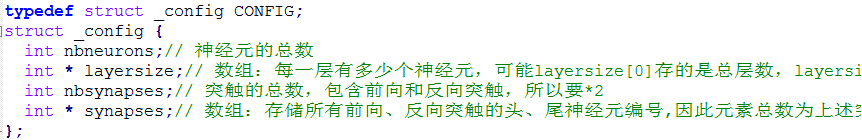 typedef struct _config CONFIG;
struct _config {
int nbneurons;// 神经元的总数
int * layersize;// 数组：每一层有多少个神经元，可能layersize[0]存的是总层数，layersi
int nbsynapses;// 突触的总数，包含前向和反向突触，所以要*2
int * synapses;// 数组：存储所有前向、反向突触的头、尾神经元编号,因此元素总数为上述
};